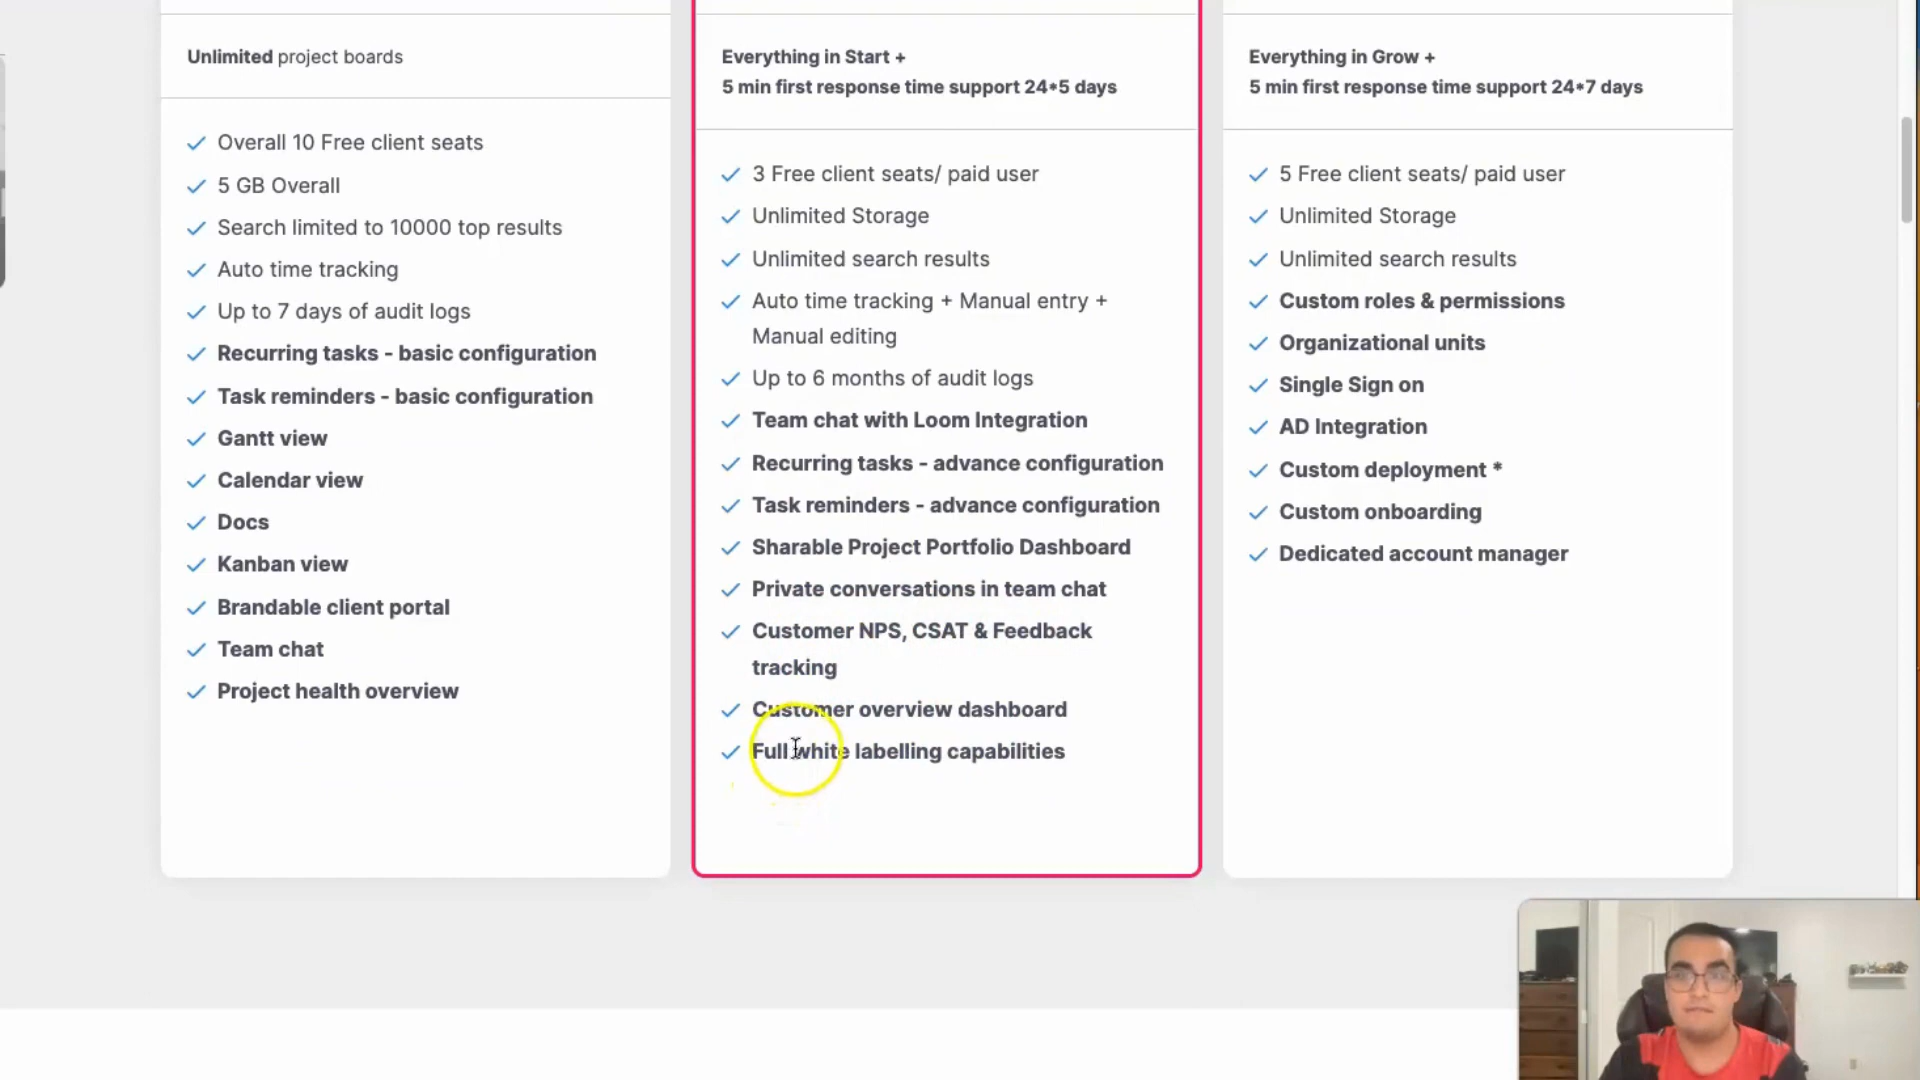 Unlimited project boards
Overall 10 Free client seats
5 GB Overall
Search limited to 10000 top results
Auto time tracking
Up to 7 days of audit logs
Recurring tasks - basic configuration
Task reminders - basic configuration
Gantt view
Calendar view
Docs
Kanban view
Brandable client portal
Team chat
Project health overview
Everything in Start +
5 min first response time support 24*5 days
3 Free client seats/ paid user
Unlimited Storage
Unlimited search results
Auto time tracking + Manual entry +
Manual editing
Up to 6 months of audit logs
Team chat with Loom Integration
Recurring tasks - advance configuration
Task reminders - advance configuration
Sharable Project Portfolio Dashboard
Private conversations in team chat
Customer NPS, CSAT & Feedback
tracking
Customer overview dashboard
Full white labelling capabilities
Everything in Grow +
5 min first response time support 24*7 days
5 Free client seats/ paid user
Unlimited Storage
Unlimited search results
Custom roles & permissions
Organizational units
Single Sign on
AD Integration
Custom deployment *
Custom onboarding
Dedicated account manager